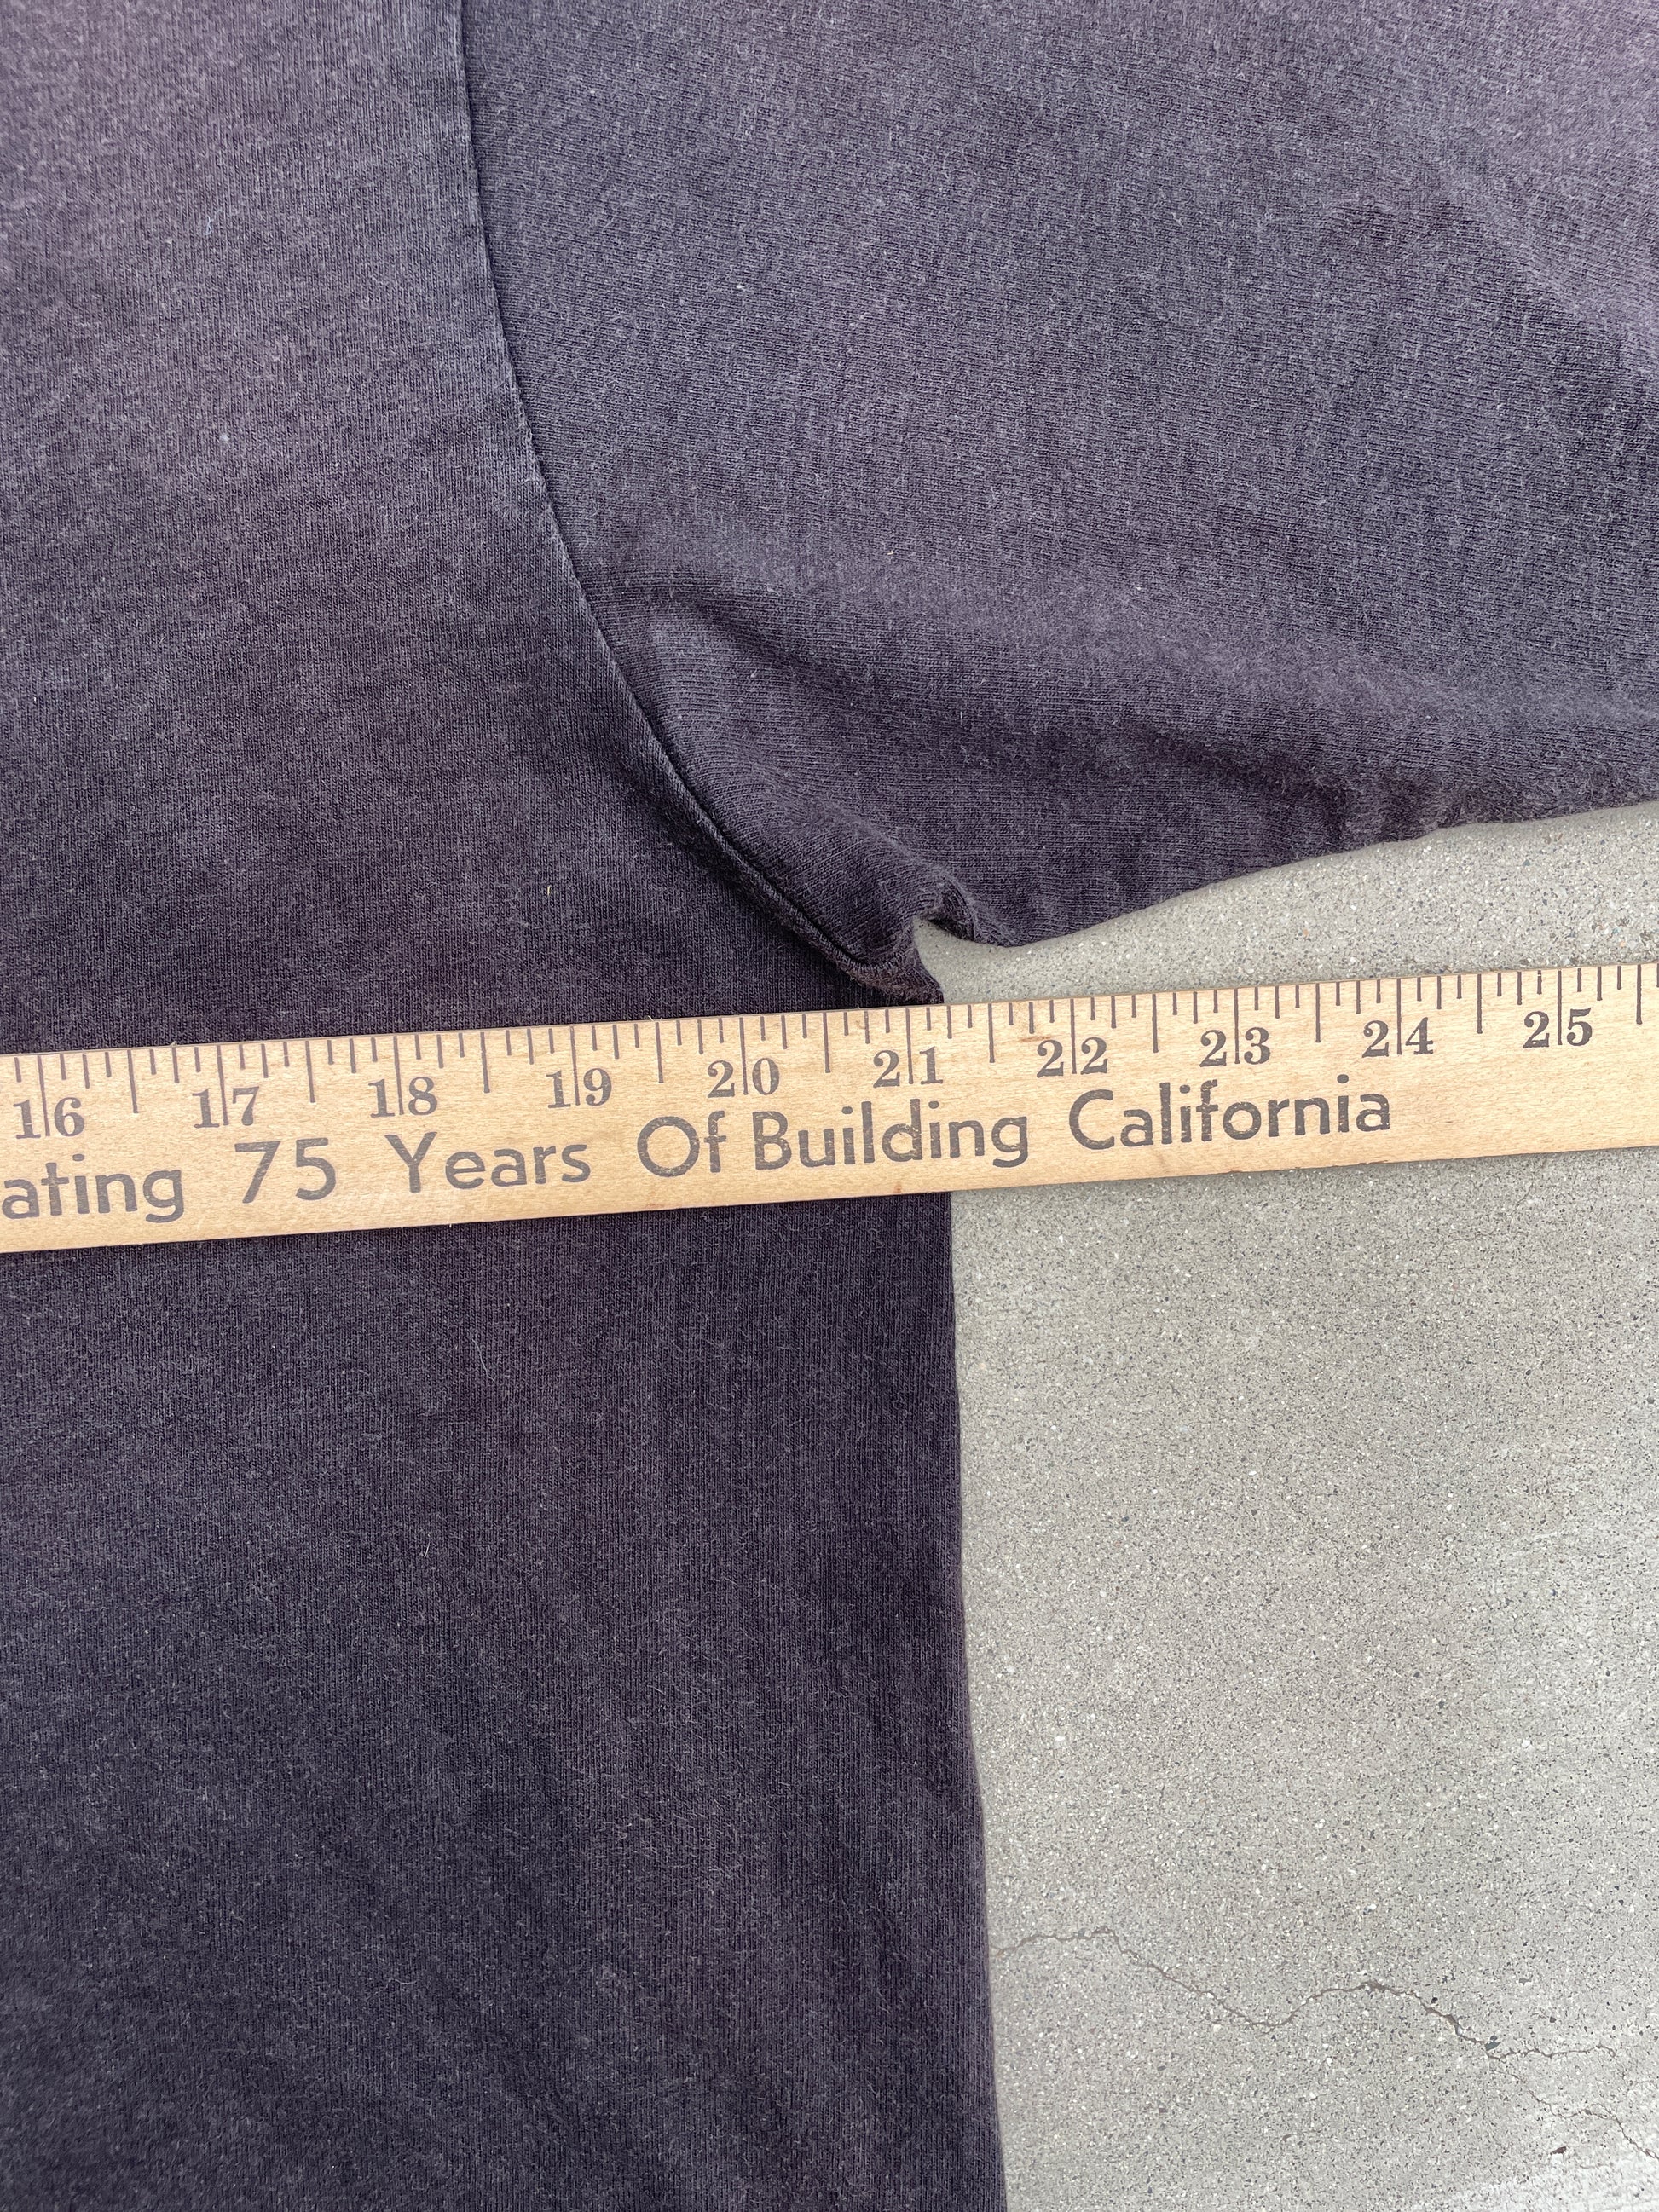 16 17 18 19 20 21 22 23 24 25
ating 75 Years Of Building California